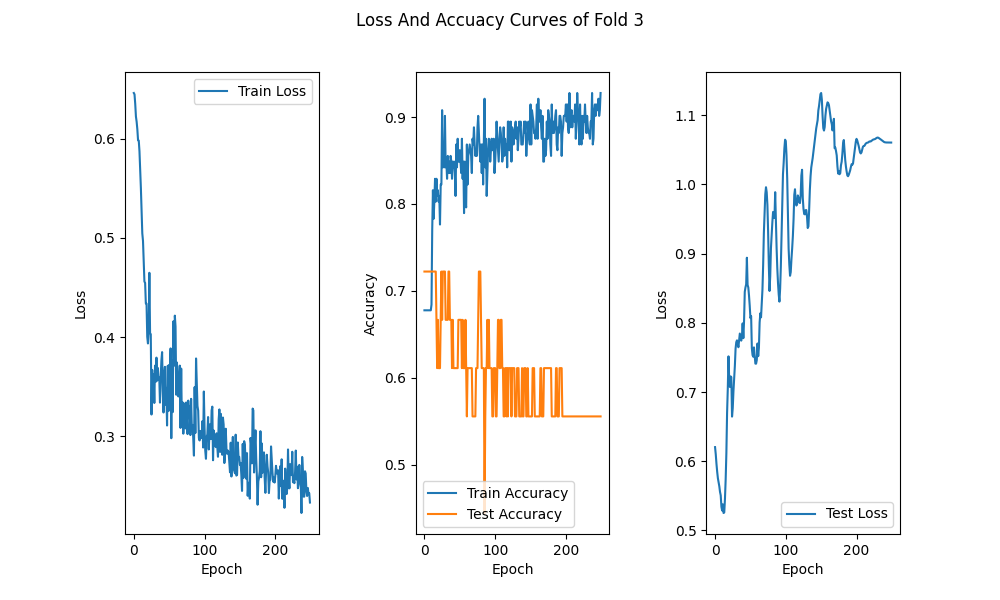 Loss And Accuacy Curves of Fold 3
Train Loss
0.6
0.5
0.4
0.3
Loss
0 100 200
Epoch
0.9
0.8
0.7
0.6
0.5
Accuracy
Train Accuracy
Test Accuracy
0 100 200
Epoch
1.1
1.0
0.9
0.8
0.7
0.6
0.5
Loss
Test Loss
0 100 200
Epoch